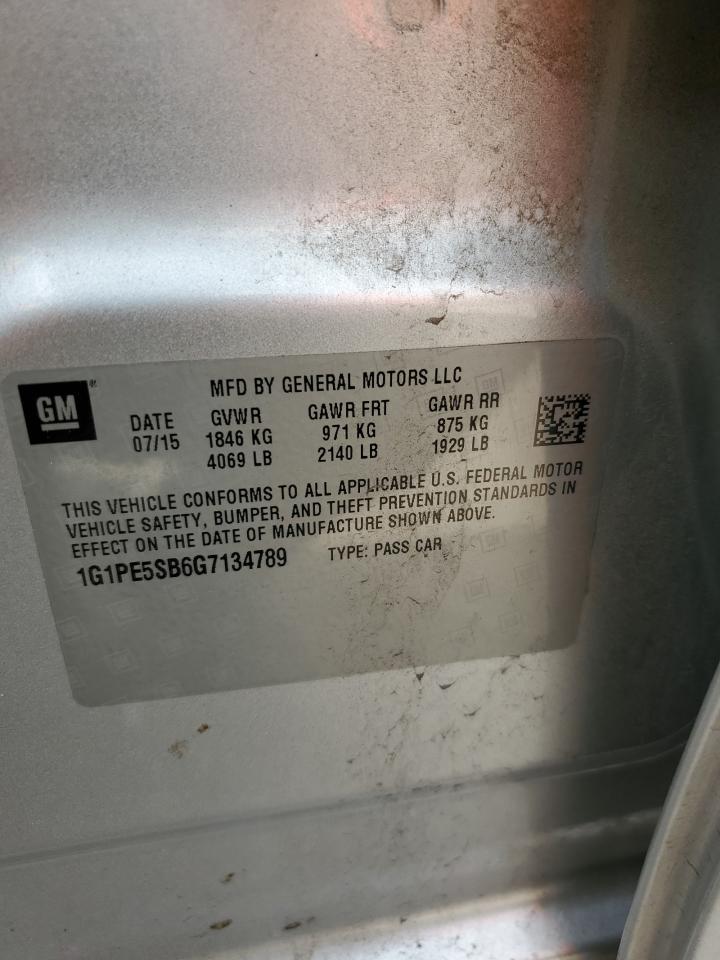 GM
MFD BY GENERAL MOTORS LLC
DATE GVWR GAWR FRT GAWR RR
07/15 1846 KG 971 KG 875 KG
4069 LB 2140 LB 1929 LB
THIS VEHICLE CONFORMS TO ALL APPLICABLE U.S. FEDERAL MOTOR
VEHICLE SAFETY, BUMPER, AND THEFT PREVENTION STANDARDS IN
EFFECT ON THE DATE OF MANUFACTURE SHOWN ABOVE.
1G1PE5SB6G7134789 TYPE: PASS CAR